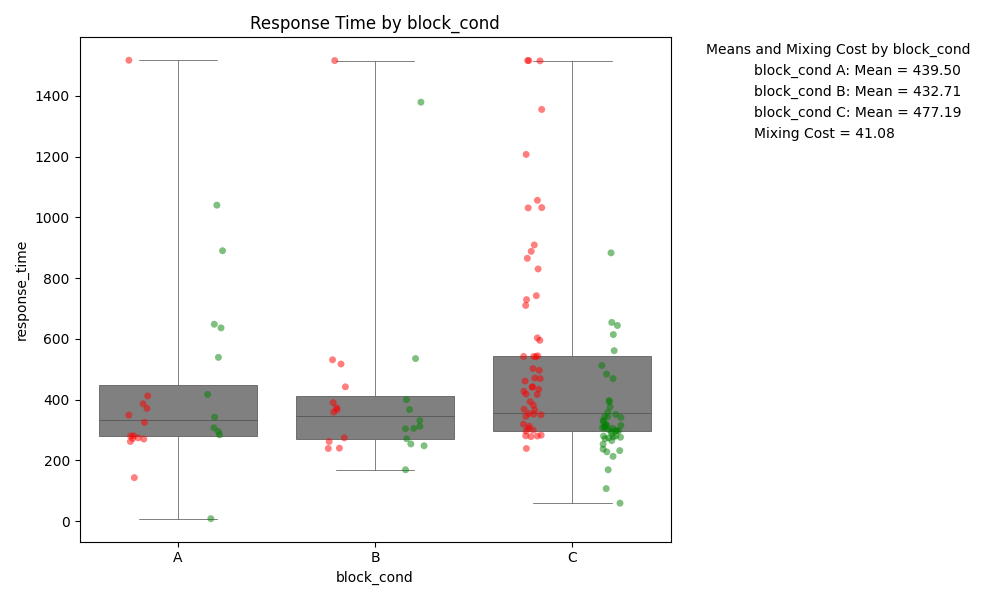 Response Time by block_cond
Means and Mixing Cost by block_cond
block_cond A: Mean = 439.50
block_cond B: Mean = 432.71
block_cond C: Mean = 477.19
Mixing Cost = 41.08
response_time
1400
1200
1000
800
600
400
200
0
A
B
C
block_cond